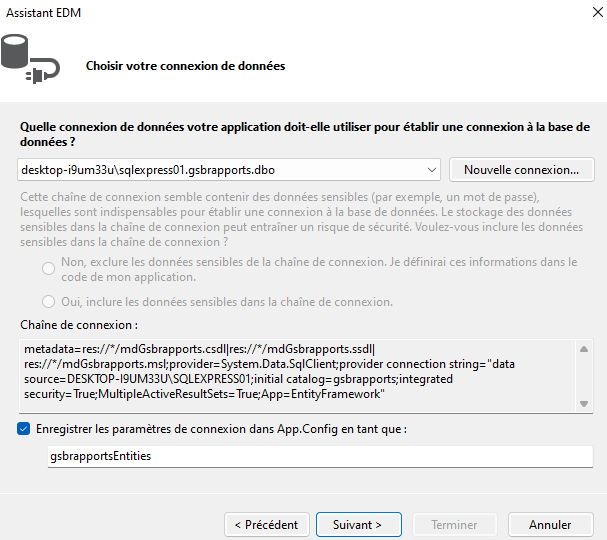 Assistant EDM
Choisir votre connexion de données
Quelle connexion de données votre application doit-elle utiliser pour établir une connexion à la base de
données ?
desktop-i9um33u\sqlexpress01.gsbrapports.dbo
Nouvelle connexion...
Cette chaîne de connexion semble contenir des données sensibles (par exemple, un mot de passe),
lesquelles sont indispensables pour établir une connexion à la base de données. Le stockage des données
sensibles dans la chaîne de connexion peut entraîner un risque de sécurité. Voulez-vous inclure les données
sensibles dans la chaîne de connexion ?
Non, exclure les données sensibles de la chaîne de connexion. Je définirai ces informations dans le
code de mon application.
Oui, inclure les données sensibles dans la chaîne de connexion.
Chaîne de connexion :
metadata=res://*/mdGsbrapports.csdl|res://*/mdGsbrapports.ssdl|
res://*/mdGsbrapports.msl;provider=System.Data.SqlClient;provider connection string="data
source=DESKTOP-I9UM33U\SQLEXPRESS01;initial catalog=gsbrapports;integrated
security=True;MultipleActiveResultSets=True;App=EntityFramework"
Enregistrer les paramètres de connexion dans App.Config en tant que :
gsbrapportsEntities
< Précédent
Suivant >
Terminer
Annuler